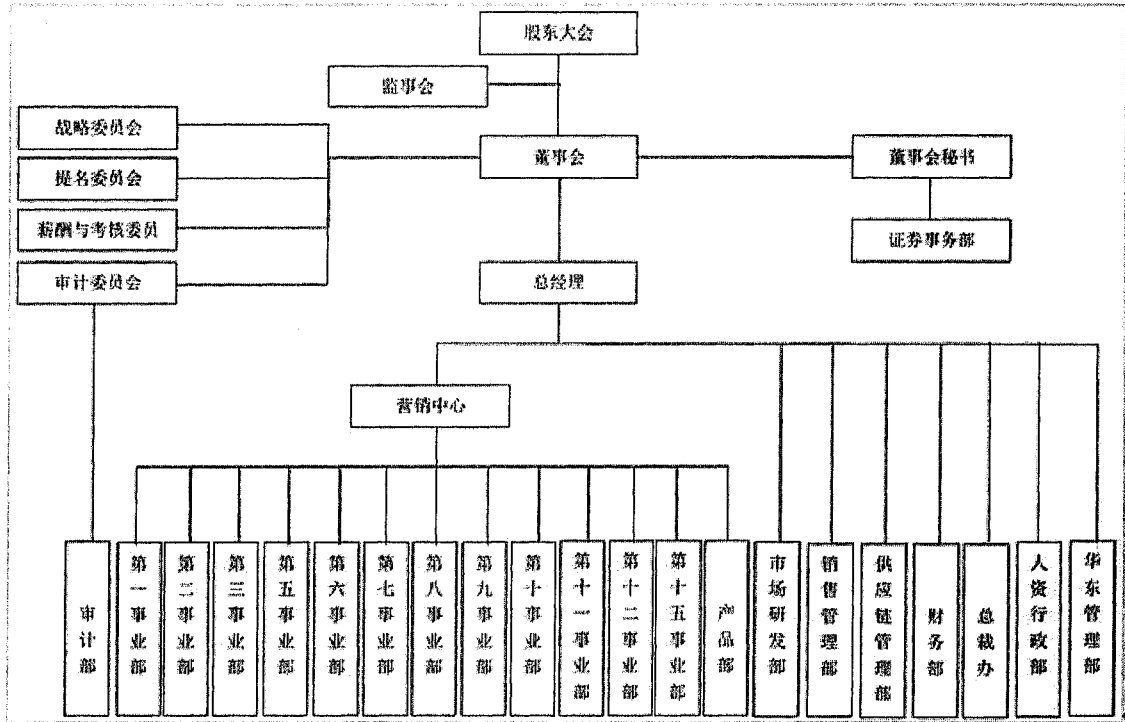 股东大会
监事会
战略委员会
董事会
董事会秘书
提名委员会
薪酬与考核委员
证券事务部
审计委员会
总经理
营销中心
审计部
第一事业部
第二事业部
第三事业部
第五事业部
第六事业部
第七事业部
第八事业部
第九事业部
第十事业部
第十一事业部
第十二事业部
第十五事业部
产品部
市场研发部
销售管理部
供应链管理部
财务部
总裁办
人资行政部
华东管理部